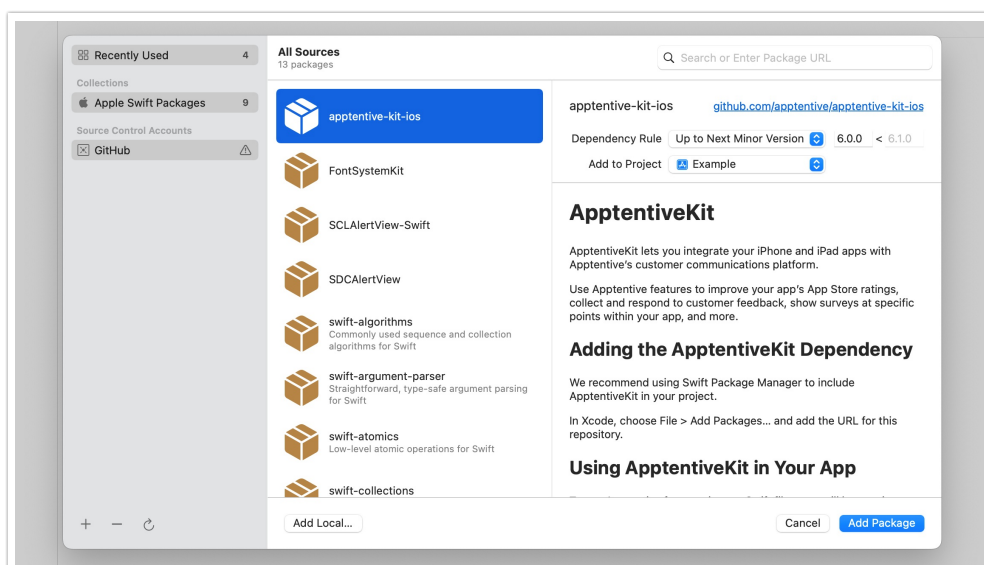 Recently Used 4
Collections
Apple Swift Packages 9
Source Control Accounts
GitHub
All Sources
13 packages
Search or Enter Package URL
apptentive-kit-ios
FontSystemKit
SCLAlertView-Swift
SDCAlertView
swift-algorithms
Commonly used sequence and collection
algorithms for Swift
swift-argument-parser
Straightforward, type-safe argument parsing
for Swift
swift-atomics
Low-level atomic operations for Swift
swift-collections
apptentive-kit-ios github.com/apptentive/apptentive-kit-ios
Dependency Rule Up to Next Minor Version 6.0.0 < 6.1.0
Add to Project Example
ApptentiveKit
ApptentiveKit lets you integrate your iPhone and iPad apps with
Apptentive's customer communications platform.
Use Apptentive features to improve your app's App Store ratings,
collect and respond to customer feedback, show surveys at specific
points within your app, and more.
Adding the ApptentiveKit Dependency
We recommend using Swift Package Manager to include
ApptentiveKit in your project.
In Xcode, choose File > Add Packages... and add the URL for this
repository.
Using ApptentiveKit in Your App
Add Local...
Cancel Add Package